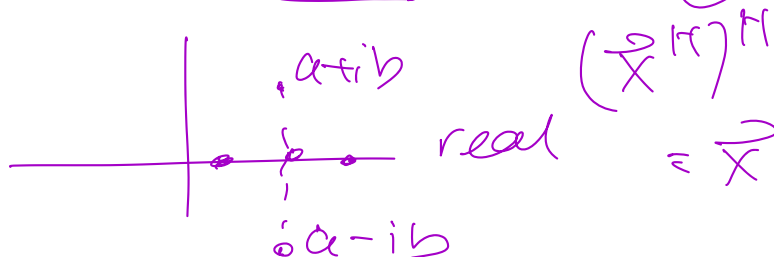 a+ib
real
a-ib
(x⃗^H)^H
= x⃗